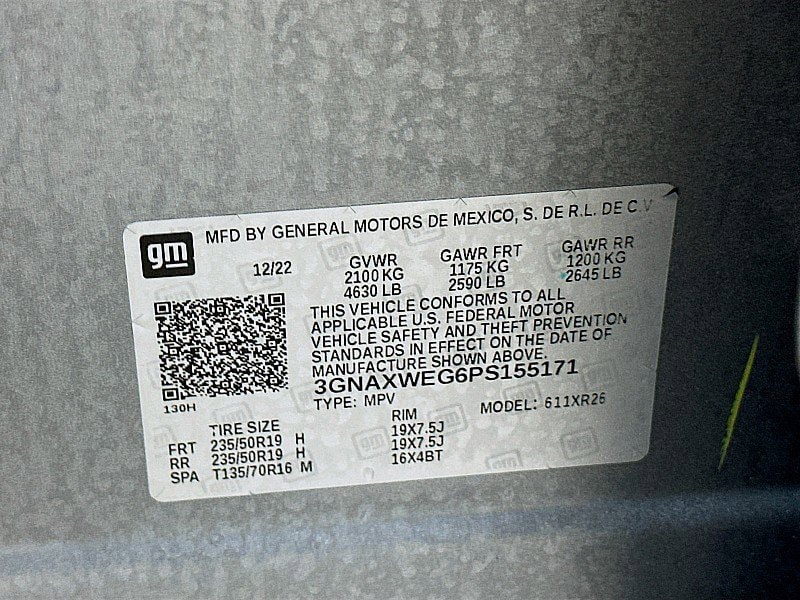 gm
MFD BY GENERAL MOTORS DE MEXICO, S. DE R.L. DE C V
12/22 GVWR GAWR FRT GAWR RR
2100 KG 1175 KG 1200 KG
4630 LB 2590 LB 2645 LB
THIS VEHICLE CONFORMS TO ALL
APPLICABLE U.S. FEDERAL MOTOR
VEHICLE SAFETY AND THEFT PREVENTION
STANDARDS IN EFFECT ON THE DATE OF
MANUFACTURE SHOWN ABOVE.
3GNAXWEG6PS155171
130H
TYPE: MPV MODEL: 611XR26
TIRE SIZE RIM
FRT 235/50R19 H 19X7.5J
RR 235/50R19 H 19X7.5J
SPA T135/70R16 M 16X4BT